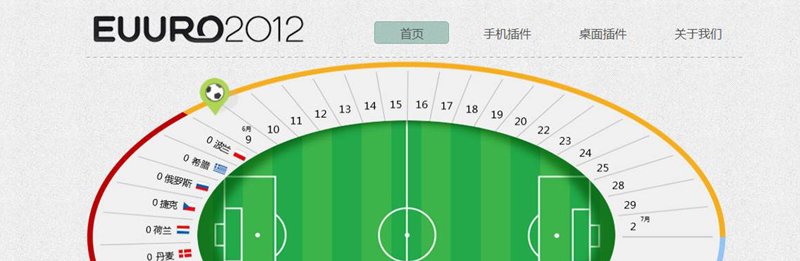 EUURO2012
首页 手机插件 桌面插件 关于我们
6月
9 10 11 12 13 14 15 16 17 18 19 20 22 23 24 25 28 29
7月
2
0 波兰
0 希腊
0 俄罗斯
0 捷克
0 荷兰
0 丹麦